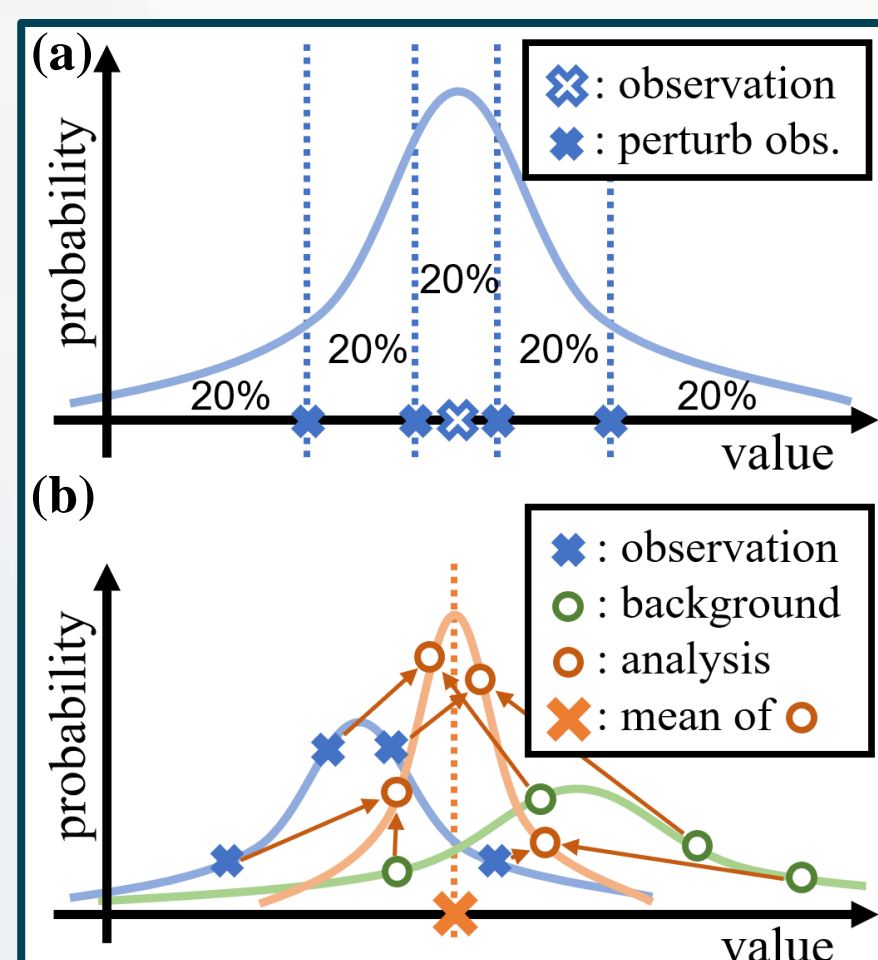 (a)
probability
: observation
: perturb obs.
20%
20%
20%
20%
20%
value
(b)
probability
: observation
: background
: analysis
: mean of
value